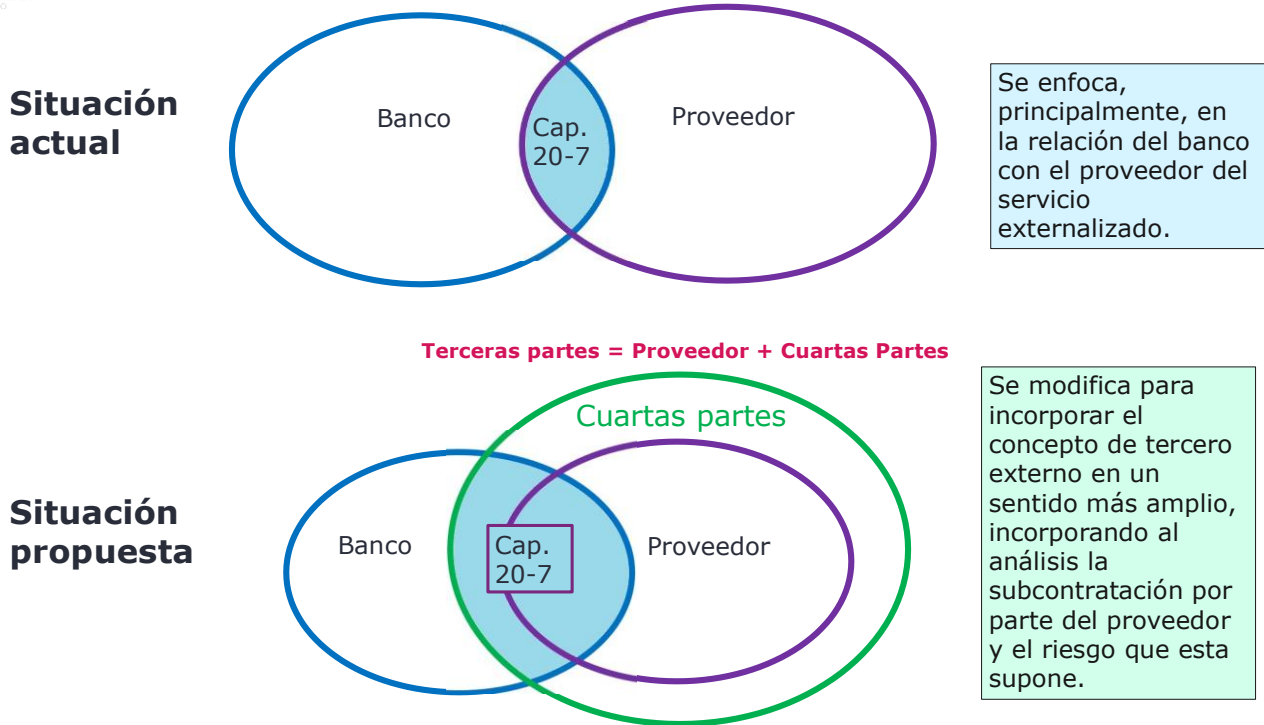 Situación
actual
Banco
Cap.
20-7
Proveedor
Se enfoca,
principalmente, en
la relación del banco
con el proveedor del
servicio
externalizado.
Terceras partes = Proveedor + Cuartas Partes
Cuartas partes
Situación
propuesta
Banco
Cap.
20-7
Proveedor
Se modifica para
incorporar el
concepto de tercero
externo en un
sentido más amplio,
incorporando al
análisis la
subcontratación por
parte del proveedor
y el riesgo que esta
supone.